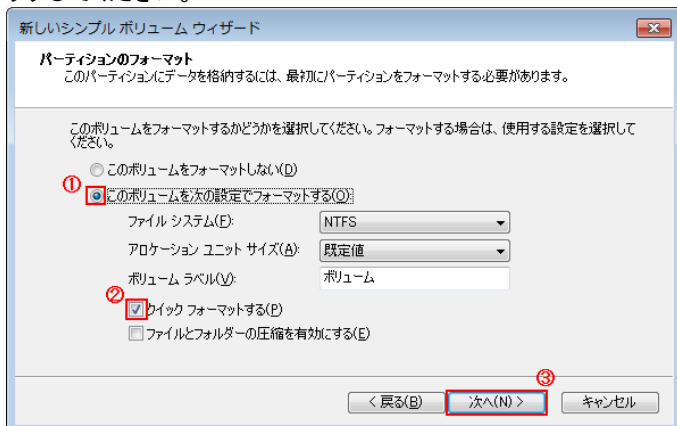 新しいシンプル ボリューム ウィザード
パーティションのフォーマット
このパーティションにデータを格納するには、最初にパーティションをフォーマットする必要があります。
このボリュームをフォーマットするかどうかを選択してください。フォーマットする場合は、使用する設定を選択して
ください。
このボリュームをフォーマットしない(D)
①
このボリュームを次の設定でフォーマットする(O):
ファイル システム(F): NTFS
アロケーション ユニット サイズ(A): 既定値
ボリューム ラベル(V): ボリューム
②
クイック フォーマットする(P)
ファイルとフォルダーの圧縮を有効にする(E)
③
< 戻る(B) 次へ(N) > キャンセル